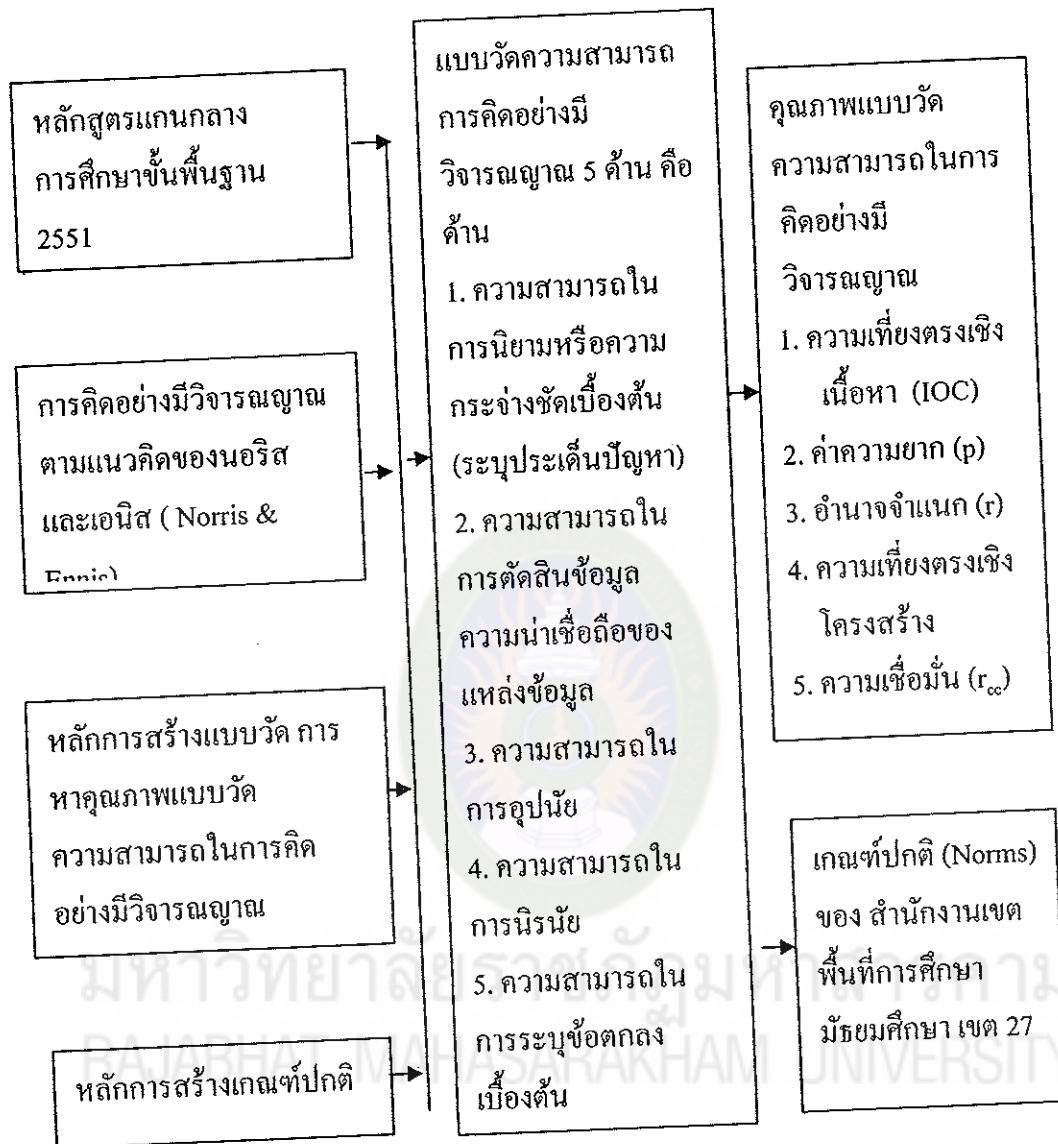 หลักสูตรแกนกลาง
การศึกษาขั้นพื้นฐาน
2551
การคิดอย่างมีวิจารณญาณ
ตามแนวคิดของนอริส
และเอนิส ( Norris &
Ennis)
หลักการสร้างแบบวัด การ
หาคุณภาพแบบวัด
ความสามารถในการคิด
อย่างมีวิจารณญาณ
หลักการสร้างเกณฑ์ปกติ
แบบวัดความสามารถ
การคิดอย่างมี
วิจารณญาณ 5 ด้าน คือ
ด้าน
1. ความสามารถใน
การนิยามหรือความ
กระจ่างชัดเบื้องต้น
(ระบุประเด็นปัญหา)
2. ความสามารถใน
การตัดสินข้อมูล
ความน่าเชื่อถือของ
แหล่งข้อมูล
3. ความสามารถใน
การอุปนัย
4. ความสามารถใน
การนิรนัย
5. ความสามารถใน
การระบุข้อตกลง
เบื้องต้น
คุณภาพแบบวัด
ความสามารถในการ
คิดอย่างมี
วิจารณญาณ
1. ความเที่ยงตรงเชิง
เนื้อหา (IOC)
2. ค่าความยาก (p)
3. อำนาจจำแนก (r)
4. ความเที่ยงตรงเชิง
โครงสร้าง
5. ความเชื่อมั่น (r_cc)
เกณฑ์ปกติ (Norms)
ของ สำนักงานเขต
พื้นที่การศึกษา
มัธยมศึกษา เขต 27
มหาวิทยาลัยราชภัฏมหาสารคาม
RAJABHAT MAHASARAKHAM UNIVERSITY